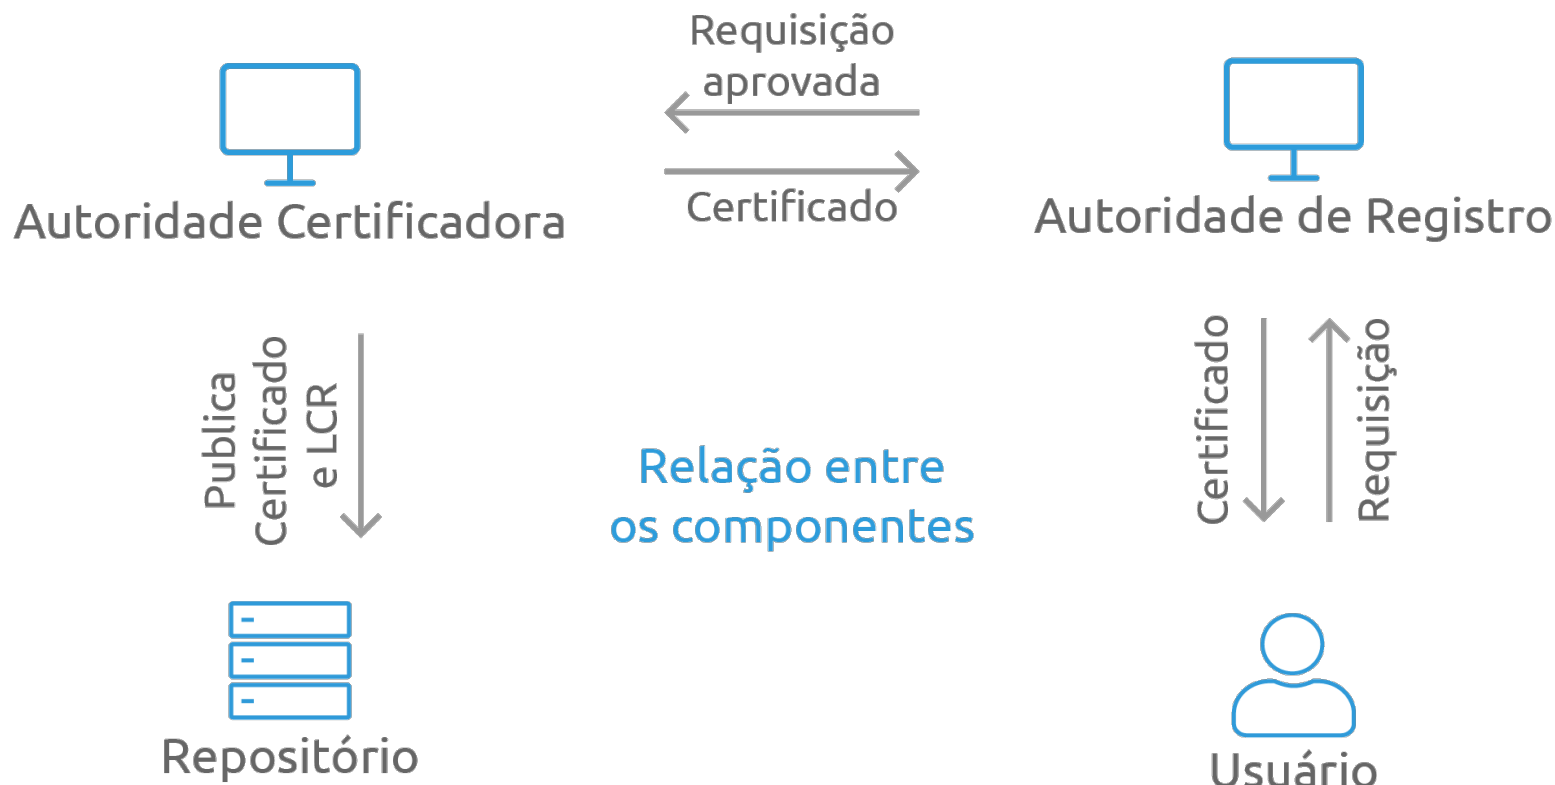 Requisição
aprovada
Certificado
Autoridade Certificadora
Autoridade de Registro
Publica
Certificado
e LCR
Relação entre
os componentes
Certificado
Requisição
Repositório
Usuário